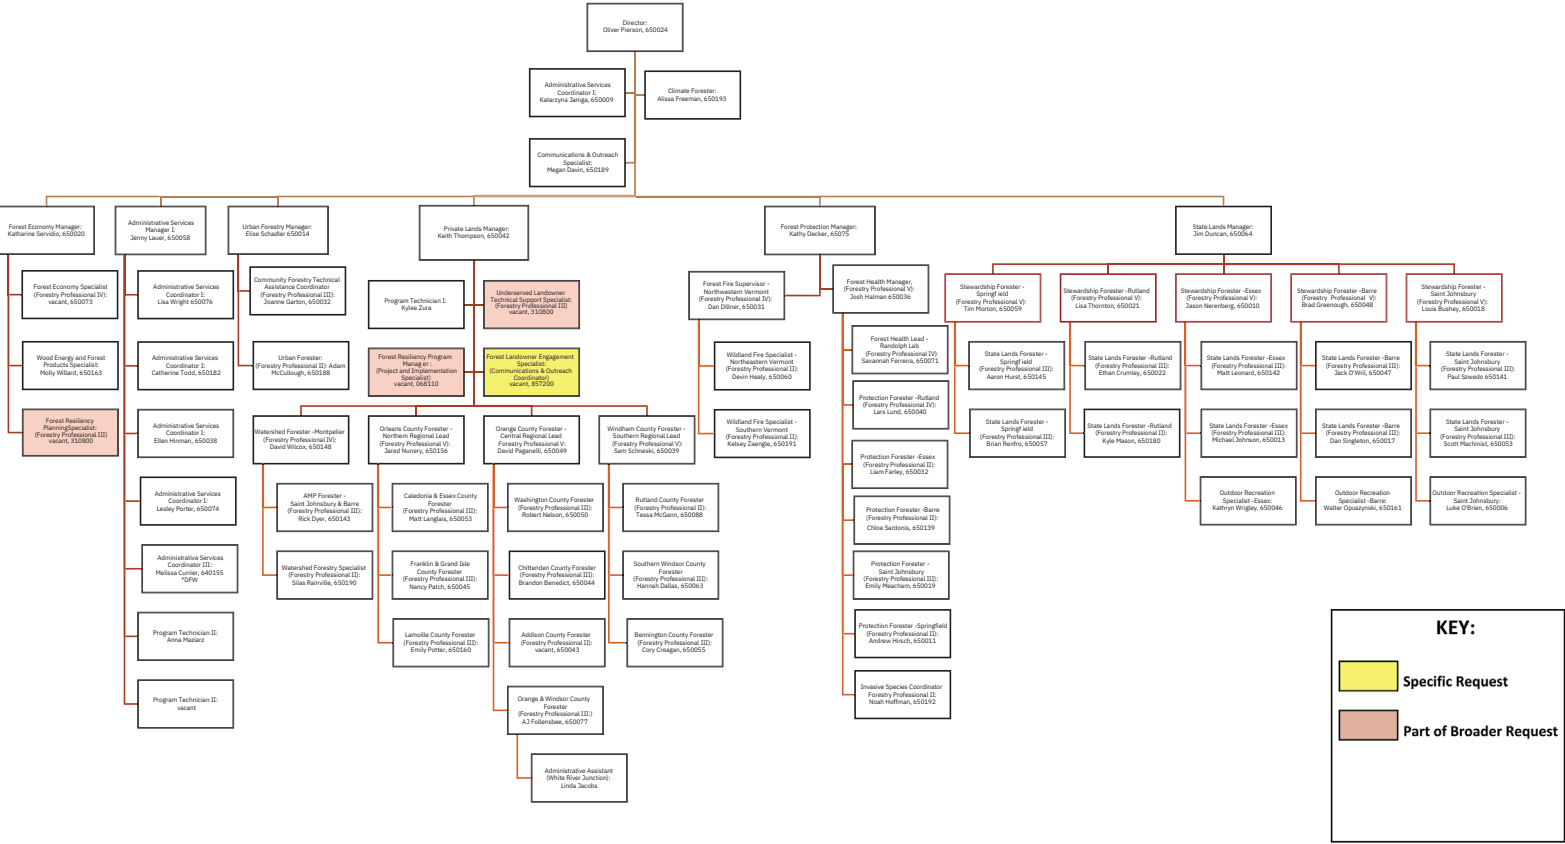 Director:
Oliver Pierson, 650024
Administrative Services
Coordinator I:
Katarzyna Janiga, 650009
Climate Forester:
Alissa Freeman, 650193
Communications & Outreach
Specialist:
Megan Davin, 650189
Forest Economy Manager:
Katharine Servidio, 650020
Administrative Services
Manager I:
Jenny Lauer, 650058
Urban Forestry Manager:
Elise Schadler 650014
Private Lands Manager:
Keith Thompson, 650042
Forest Protection Manager:
Kathy Decker, 65075
State Lands Manager:
Jim Duncan, 650064
Forest Economy Specialist
(Forestry Professional IV):
vacant, 650073
Wood Energy and Forest
Products Specialist:
Molly Willard, 650163
Forest Resiliency
PlanningSpecialist:
(Forestry Professional III)
vacant, 310800
Administrative Services
Coordinator I:
Lisa Wright 650076
Administrative Services
Coordinator I:
Catherine Todd, 650182
Administrative Services
Coordinator I:
Ellen Hinman, 650038
Administrative Services
Coordinator I:
Lesley Porter, 650074
Administrative Services
Coordinator III:
Melissa Currier, 640155
*DFW
Program Technician II:
Anna Maziarz
Program Technician II:
vacant
Community Forestry Technical
Assistance Coordinator
(Forestry Professional III):
vacant, 650083
Urban Forester:
(Forestry Professional II): Adam
McCullough, 650188
Program Technician I:
Kylee Zura
Underserved Landowner
Technical Support Specialist:
(Forestry Professional III)
vacant, 310800
Forest Resiliency Program
Manager :
(Project and Implementation
Specialist)
vacant, 068110
Forest Landowner Engagement
Specialist:
(Communications & Outreach
Coordinator)
vacant, 857200
Watershed Forester -Montpelier
(Forestry Professional IV):
David Wilcox, 650148
AMP Forester -
Saint Johnsbury & Barre
(Forestry Professional III):
Rick Dyer, 650143
Watershed Forestry Specialist
(Forestry Professional II):
Silas Rainville, 650190
Orleans County Forester -
Northern Regional Lead
(Forestry Professional V):
Jared Nunery, 650156
Caledonia & Essex County
Forester
(Forestry Professional III):
Matt Langlais, 650053
Franklin & Grand Isle
County Forester
(Forestry Professional III):
Nancy Patch, 650045
Lamoille County Forester
(Forestry Professional III):
Emily Potter, 650160
Orange County Forester -
Central Regional Lead
(Forestry Professional V:
David Paganelli, 650049
Washington County Forester
(Forestry Professional III):
Robert Nelson, 650050
Chittenden County Forester
(Forestry Professional III):
Brandon Benedict, 650044
Addison County Forester
(Forestry Professional II):
vacant, 650043
Orange & Windsor County
Forester
(Forestry Professional III:)
AJ Follensbee, 650077
Administrative Assistant
(White River Junction):
Linda Jacobs
Windham County Forester -
Southern Regional Lead
(Forestry Professional V):
Sam Schneski, 650039
Rutland County Forester
(Forestry Professional II):
Tessa McGann, 650088
Southern Windsor County
Forester
(Forestry Professional III):
Hannah Dallas, 650063
Bennington County Forester
(Forestry Professional III):
Cory Creagan, 650055
Forest Fire Supervisor -
Northwestern Vermont
(Forestry Professional IV):
Dan Dillner, 650031
Wildland Fire Specialist -
Northeastern Vermont
(Forestry Professional II):
Devin Healy, 650060
Wildland Fire Specialist -
Southern Vermont
(Forestry Professional II):
Kelsey Zaengle, 650191
Forest Health Manager,
(Forestry Professional V):
Josh Halman 650036
Forest Health Lead -
Randolph Lab
(Forestry Professional IV):
Savannah Ferreira, 650071
Protection Forester -Rutland
(Forestry Professional IV):
Lars Lund, 650040
Protection Forester -Essex
(Forestry Professional II):
Liam Farley, 650032
Protection Forester -Barre
(Forestry Professional II):
Chloe Sardonis, 650139
Protection Forester -
Saint Johnsbury
(Forestry Professional III):
Emily Meacham, 650019
Protection Forester -Springfield
(Forestry Professional II):
Andrew Hirsch, 650011
Invasive Species Coordinator
Forestry Professional II:
Noah Hoffman, 650192
Stewardship Forester -
Springfield
(Forestry Professional V):
Tim Morton, 650059
State Lands Forester -
Springfield
(Forestry Professional III):
Aaron Hurst, 650145
State Lands Forester -
Springfield
(Forestry Professional III):
Brian Renfro, 650057
Stewardship Forester -Rutland
(Forestry Professional V):
Lisa Thornton, 650021
State Lands Forester -Rutland
(Forestry Professional III):
Ethan Crumley, 650022
State Lands Forester -Rutland
(Forestry Professional II):
Kyle Mason, 650180
Stewardship Forester -Essex
(Forestry Professional V):
Jason Nerenberg, 650010
State Lands Forester -Essex
(Forestry Professional III):
Matt Leonard, 650142
State Lands Forester -Essex
(Forestry Professional III):
Michael Johnson, 650013
Outdoor Recreation
Specialist -Essex:
Kathryn Wrigley, 650046
Stewardship Forester -Barre
(Forestry Professional V):
Brad Greenough, 650048
State Lands Forester -Barre
(Forestry Professional III):
Jack O'Wril, 650047
State Lands Forester -Barre
(Forestry Professional III):
Dan Singleton, 650017
Outdoor Recreation
Specialist -Barre:
Walter Opuszynski, 650161
Stewardship Forester -
Saint Johnsbury
(Forestry Professional V):
Louis Bushey, 650018
State Lands Forester -
Saint Johnsbury
(Forestry Professional III):
Paul Szwedo 650141
State Lands Forester -
Saint Johnsbury
(Forestry Professional III):
Scott Machinist, 650053
Outdoor Recreation Specialist -
Saint Johnsbury:
Luke O'Brien, 650006
KEY:
Specific Request
Part of Broader Request